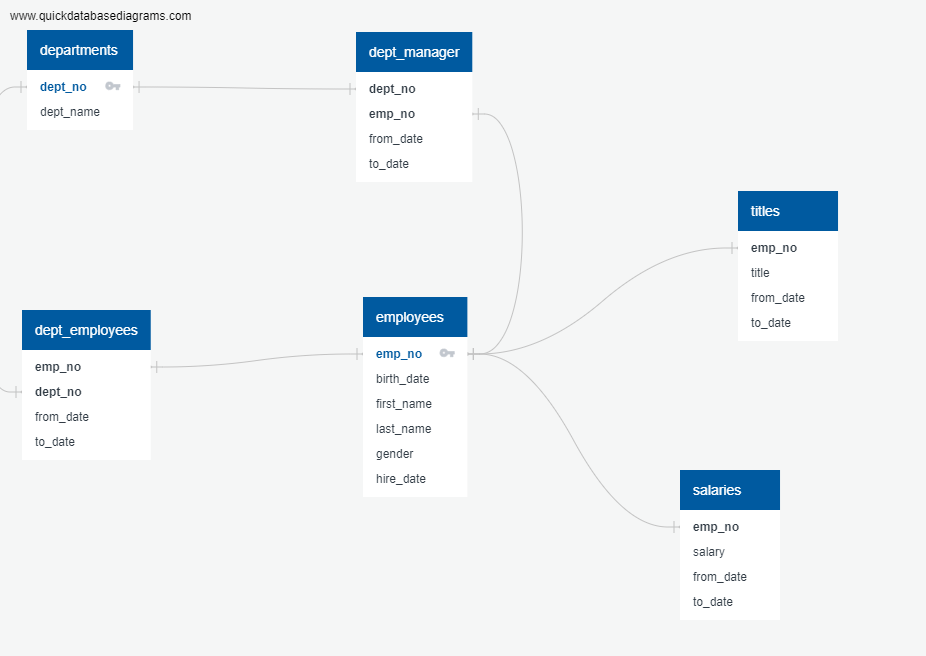 www.quickdatabasediagrams.com
departments
dept_no
dept_name
dept_manager
dept_no
emp_no
from_date
to_date
titles
emp_no
title
from_date
to_date
dept_employees
emp_no
dept_no
from_date
to_date
employees
emp_no
birth_date
first_name
last_name
gender
hire_date
salaries
emp_no
salary
from_date
to_date